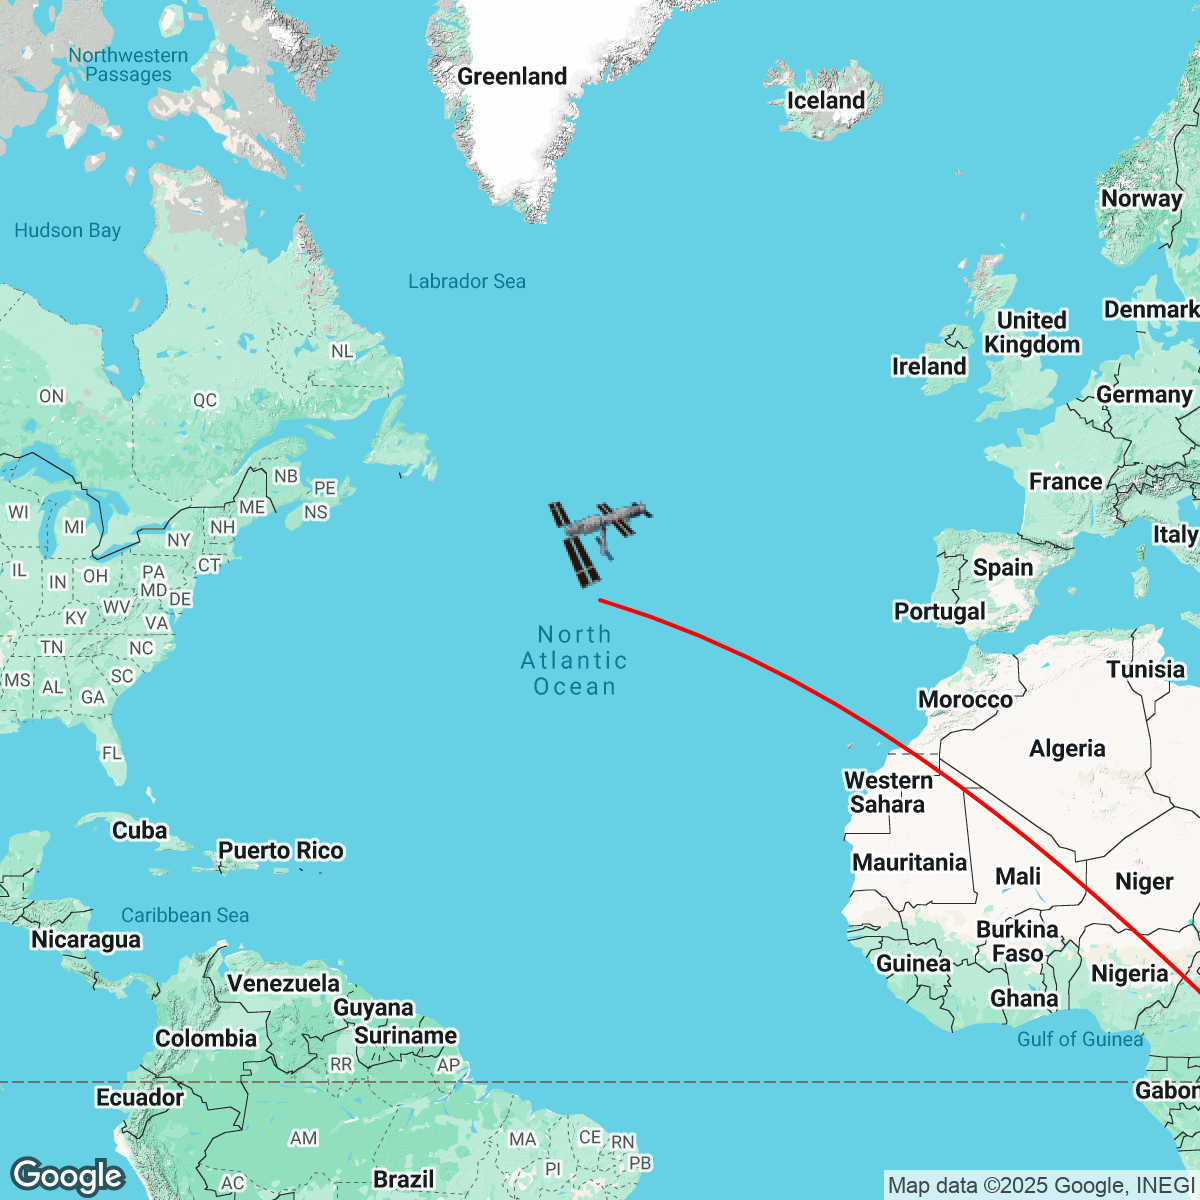 Northwestern
Passages
Greenland
Iceland
Norway
Hudson Bay
Labrador Sea
Denmark
United
Kingdom
Ireland
NL
ON
QC
Germany
NB
PE
France
WI
MI
ME
NS
NH
NY
Italy
IL
IN
OH
PA
CT
Spain
MD
DE
WV
KY
VA
Portugal
TN
NC
North
Atlantic
Ocean
MS
AL
SC
GA
Tunisia
Morocco
FL
Algeria
Western
Sahara
Cuba
Puerto Rico
Mauritania
Mali
Niger
Caribbean Sea
Nicaragua
Burkina
Faso
Guinea
Nigeria
Venezuela
Guyana
Ghana
Colombia
Suriname
Gulf of Guinea
RR
AP
Ecuador
Gabon
AM
MA
CE
RN
PI
PB
AC
Brazil
Google
Map data ©2025 Google, INEGI